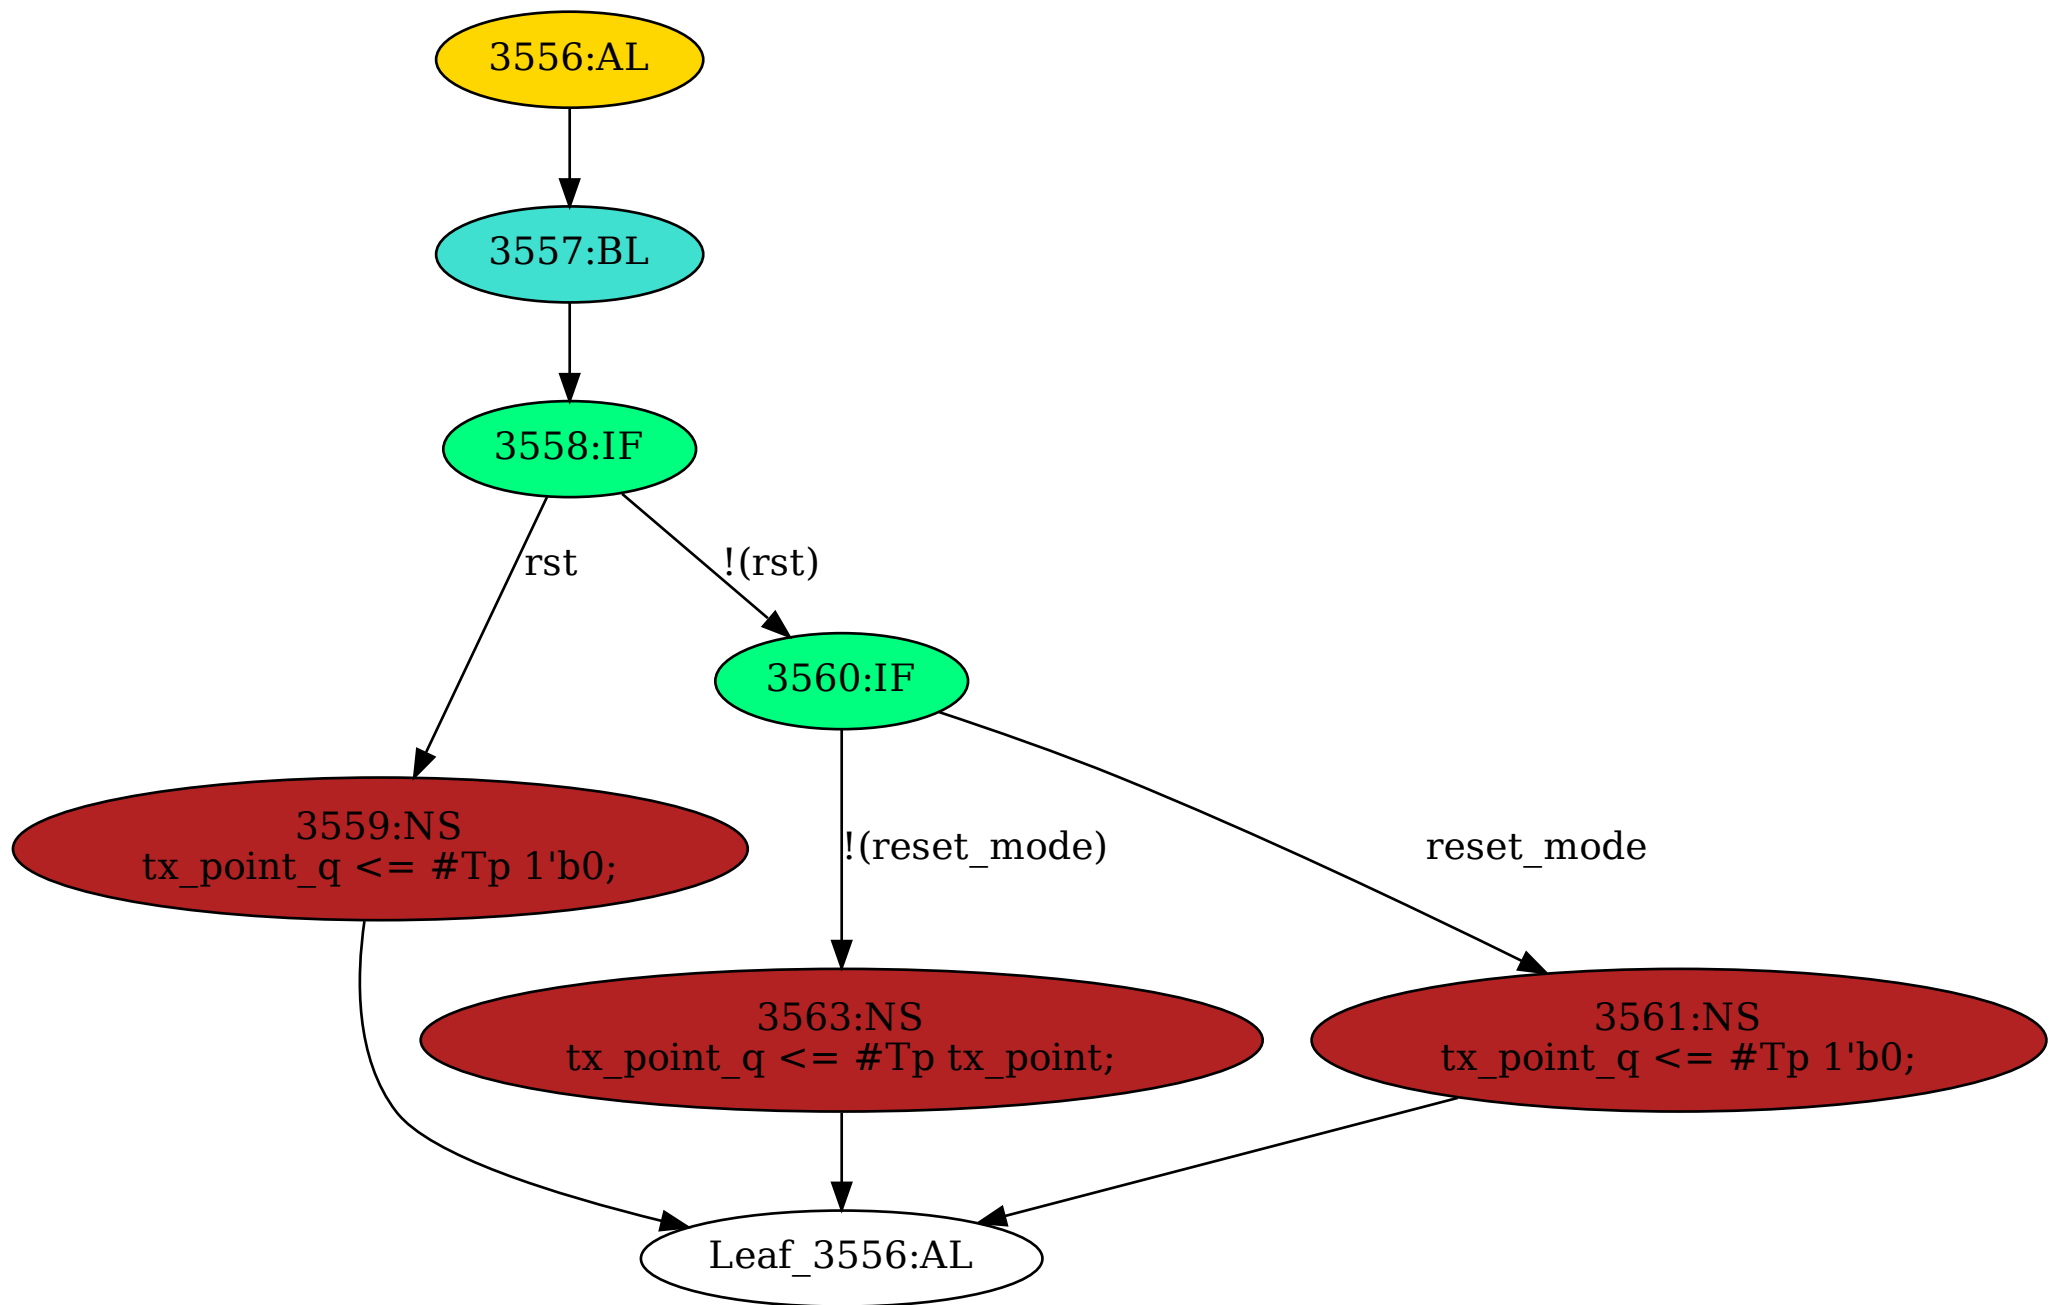 3556:AL
3557:BL
3558:IF
rst
!(rst)
3560:IF
3559:NS
tx_point_q <= #Tp 1'b0;
!(reset_mode)
reset_mode
3563:NS
tx_point_q <= #Tp tx_point;
3561:NS
tx_point_q <= #Tp 1'b0;
Leaf_3556:AL